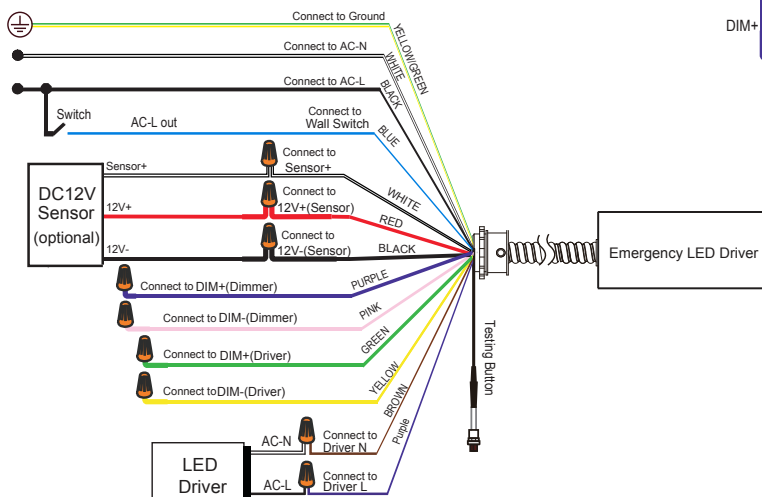 Connect to Ground
DIM+
YELLOW/GREEN
Connect to AC-N
WHITE
Connect to AC-L
BLACK
Switch
AC-L out
Connect to
Wall Switch
BLUE
Sensor+
Connect to
Sensor+
WHITE
DC12V
Sensor
(optional)
12V+
Connect to
12V+(Sensor)
RED
12V-
Connect to
12V-(Sensor)
BLACK
Emergency LED Driver
Connect to DIM+(Dimmer)
PURPLE
Connect to DIM-(Dimmer)
PINK
Connect to DIM+(Driver)
GREEN
Connect toDIM-(Driver)
YELLOW
Testing Button
BROWN
Purple
LED
Driver
AC-N
Connect to
Driver N
AC-L
Connect to
Driver L